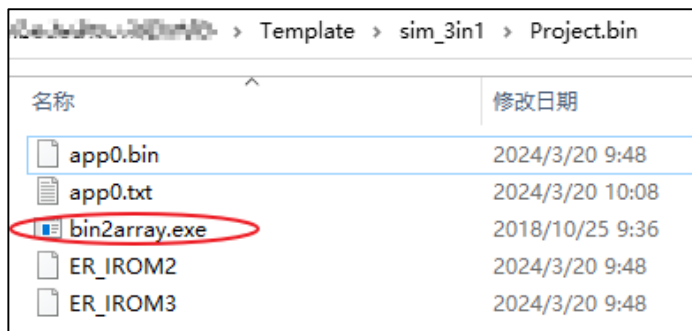 > Template > sim_3in1 > Project.bin
名称 修改日期
app0.bin 2024/3/20 9:48
app0.txt 2024/3/20 10:08
bin2array.exe 2018/10/25 9:36
ER_IROM2 2024/3/20 9:48
ER_IROM3 2024/3/20 9:48